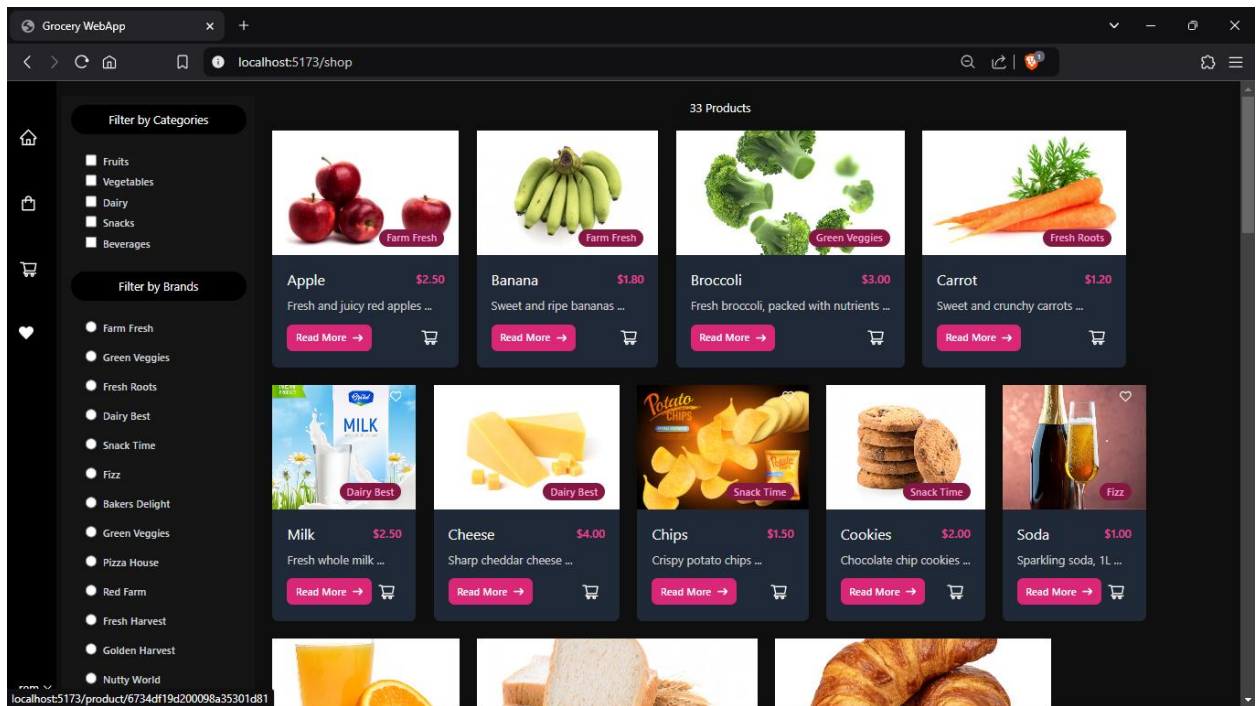 Grocery WebApp
localhost:5173/shop
1
Filter by Categories
Fruits
Vegetables
Dairy
Snacks
Beverages
Filter by Brands
Farm Fresh
Green Veggies
Fresh Roots
Dairy Best
Snack Time
Fizz
Bakers Delight
Green Veggies
Pizza House
Red Farm
Fresh Harvest
Golden Harvest
Nutty World
localhost:5173/product/6734df19d200098a35301d81
33 Products
Farm Fresh
Apple $2.50
Fresh and juicy red apples ...
Read More →
Farm Fresh
Banana $1.80
Sweet and ripe bananas ...
Read More →
Green Veggies
Broccoli $3.00
Fresh broccoli, packed with nutrients ...
Read More →
Fresh Roots
Carrot $1.20
Sweet and crunchy carrots ...
Read More →
MILK
Dairy Best
Milk $2.50
Fresh whole milk ...
Read More →
Dairy Best
Cheese $4.00
Sharp cheddar cheese ...
Read More →
Potato
CHIPS
Snack Time
Chips $1.50
Crispy potato chips ...
Read More →
Snack Time
Cookies $2.00
Chocolate chip cookies ...
Read More →
Fizz
Soda $1.00
Sparkling soda, 1L ...
Read More →